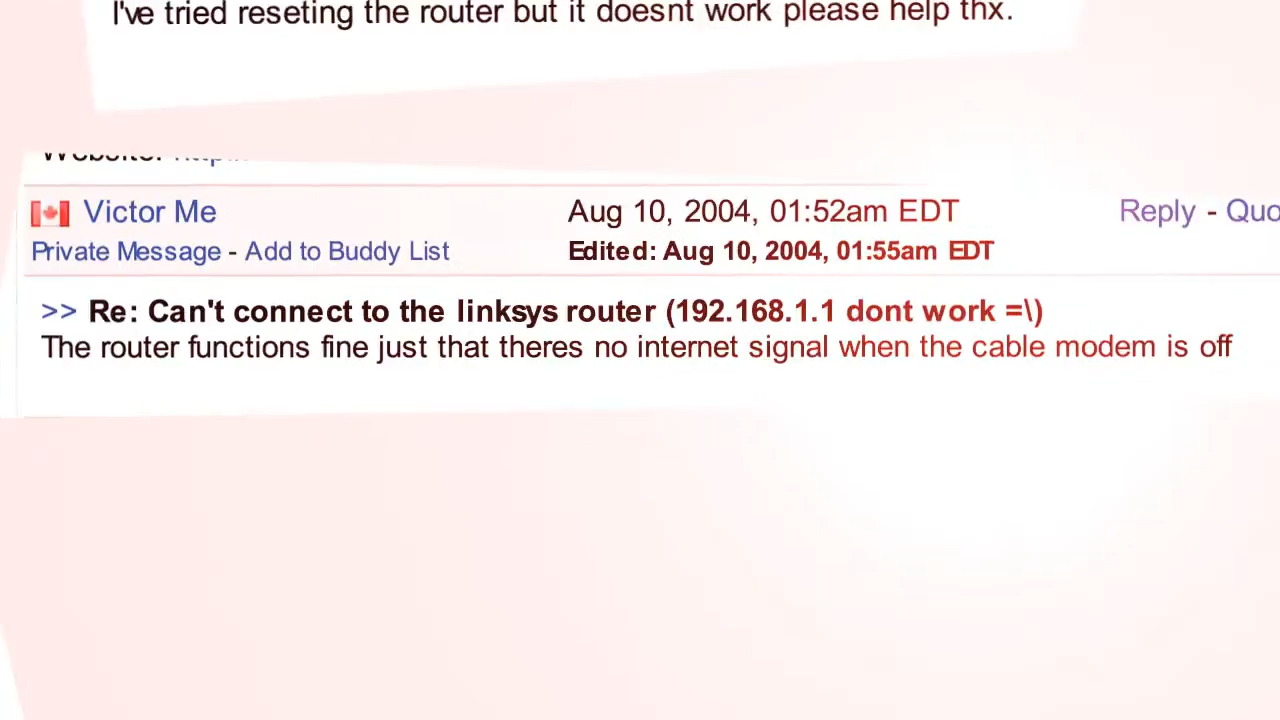 I've tried reseting the router but it doesnt work please help thx.
Website:
Victor Me Aug 10, 2004, 01:52am EDT Reply - Quo
Private Message - Add to Buddy List Edited: Aug 10, 2004, 01:55am EDT
>> Re: Can't connect to the linksys router (192.168.1.1 dont work =\)
The router functions fine just that theres no internet signal when the cable modem is off